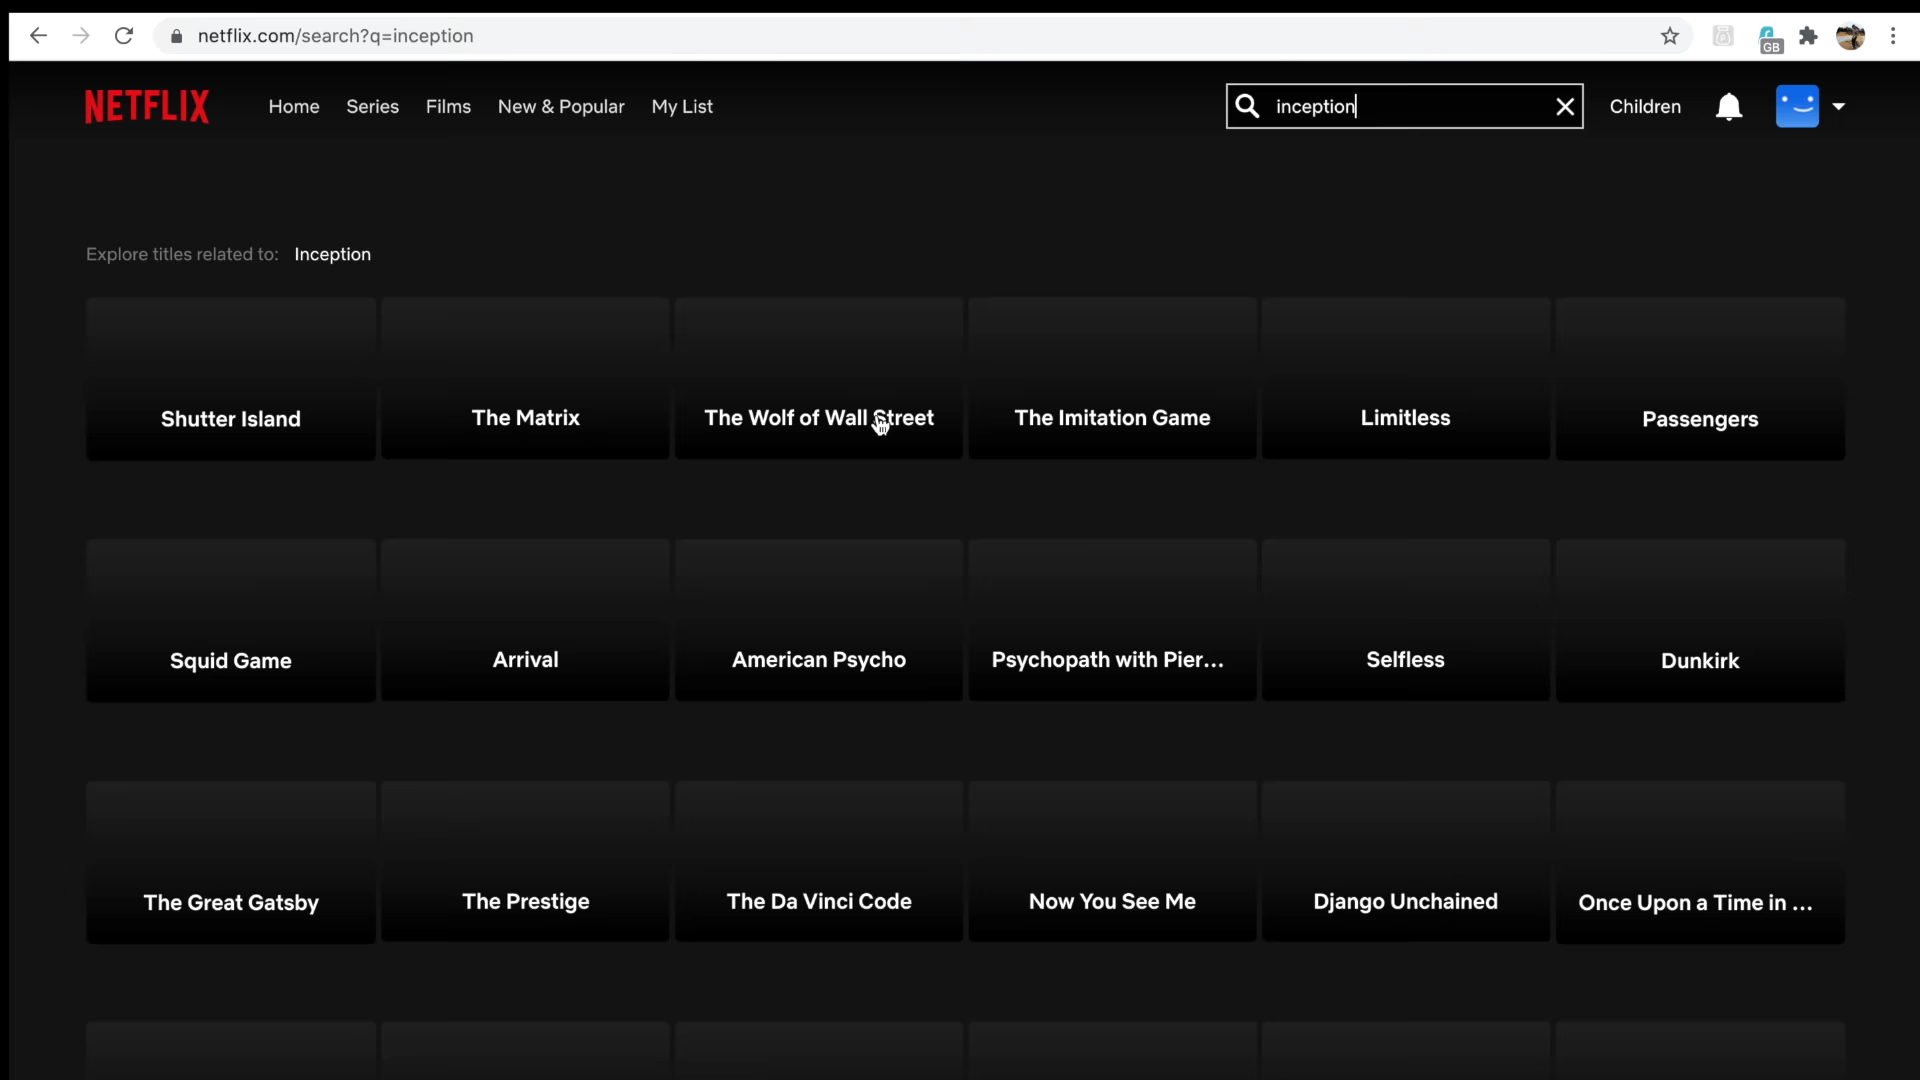 netflix.com/search?q=inception
GB
NETFLIX Home Series Films New & Popular My List inception Children
Explore titles related to: Inception
Shutter Island The Matrix The Wolf of Wall Street The Imitation Game Limitless Passengers
Squid Game Arrival American Psycho Psychopath with Pier... Selfless Dunkirk
The Great Gatsby The Prestige The Da Vinci Code Now You See Me Django Unchained Once Upon a Time in ...